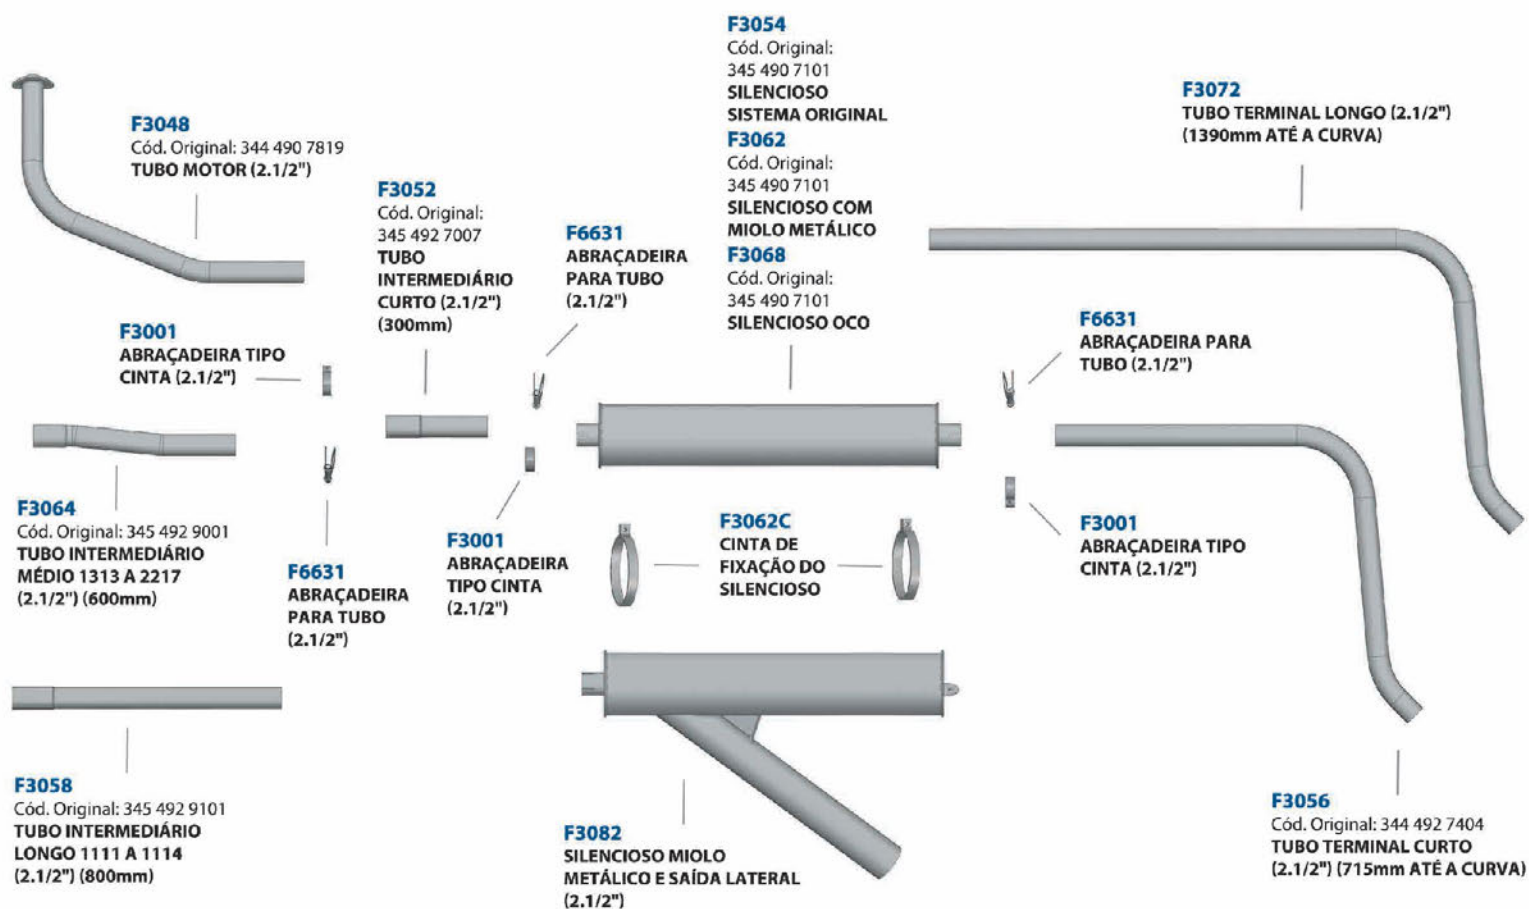 F3054
Cód. Original:
345 490 7101
SILENCIOSO
SISTEMA ORIGINAL
F3062
Cód. Original:
345 490 7101
SILENCIOSO COM
MIOLO METÁLICO
F3068
Cód. Original:
345 490 7101
SILENCIOSO OCO
F3072
TUBO TERMINAL LONGO (2.1/2")
(1390mm ATÉ A CURVA)
F3048
Cód. Original: 344 490 7819
TUBO MOTOR (2.1/2")
F3052
Cód. Original:
345 492 7007
TUBO
INTERMEDIÁRIO
CURTO (2.1/2")
(300mm)
F6631
ABRAÇADEIRA
PARA TUBO
(2.1/2")
F3001
ABRAÇADEIRA TIPO
CINTA (2.1/2")
F6631
ABRAÇADEIRA PARA
TUBO (2.1/2")
F3064
Cód. Original: 345 492 9001
TUBO INTERMEDIÁRIO
MÉDIO 1313 A 2217
(2.1/2") (600mm)
F6631
ABRAÇADEIRA
PARA TUBO
(2.1/2")
F3001
ABRAÇADEIRA
TIPO CINTA
(2.1/2")
F3062C
CINTA DE
FIXAÇÃO DO
SILENCIOSO
F3001
ABRAÇADEIRA TIPO
CINTA (2.1/2")
F3058
Cód. Original: 345 492 9101
TUBO INTERMEDIÁRIO
LONGO 1111 A 1114
(2.1/2") (800mm)
F3082
SILENCIOSO MIOLO
METÁLICO E SAÍDA LATERAL
(2.1/2")
F3056
Cód. Original: 344 492 7404
TUBO TERMINAL CURTO
(2.1/2") (715mm ATÉ A CURVA)